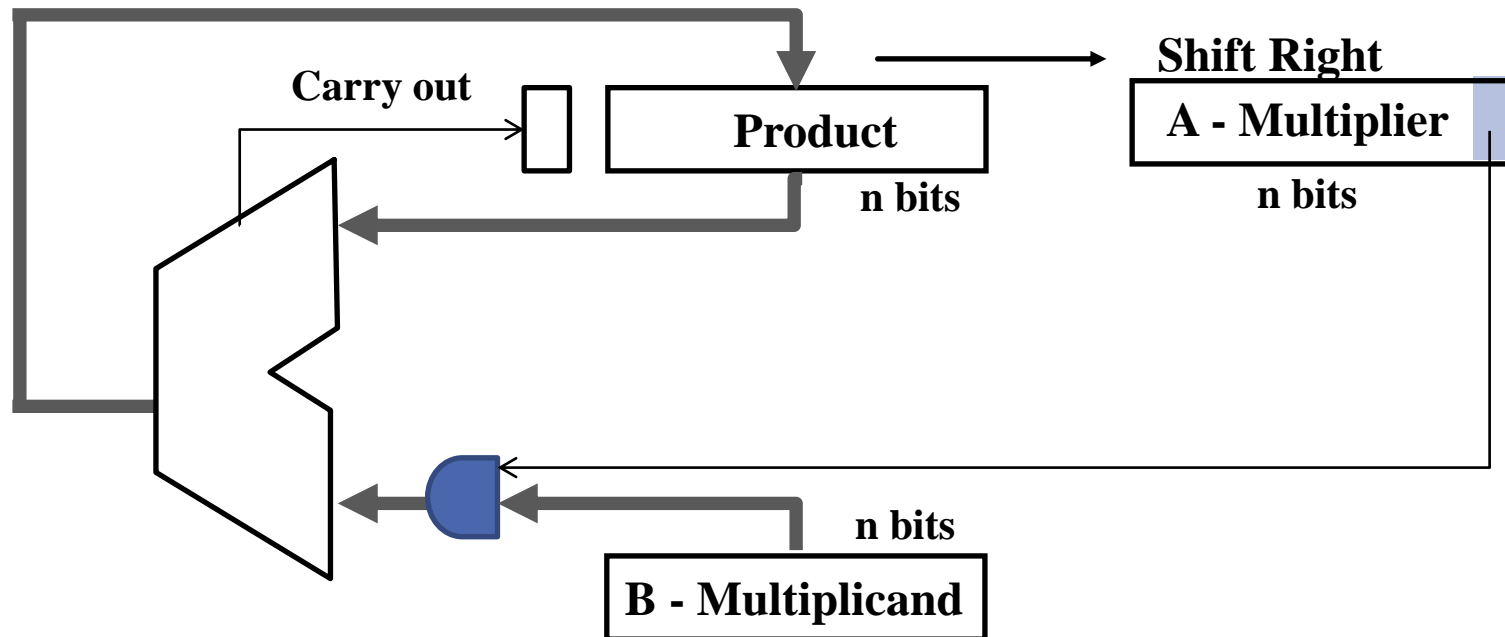 Shift Right
Carry out
Product
A - Multiplier
n bits
n bits
n bits
B - Multiplicand